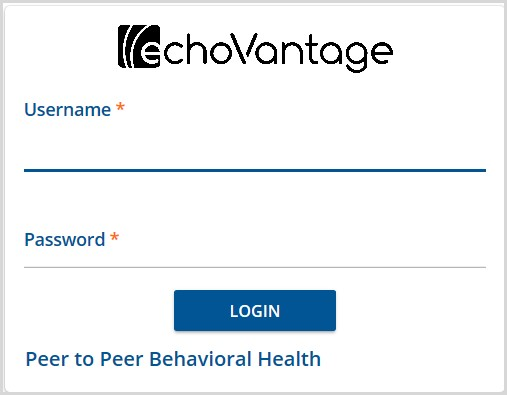 echoVantage
Username *
Password *
LOGIN
Peer to Peer Behavioral Health